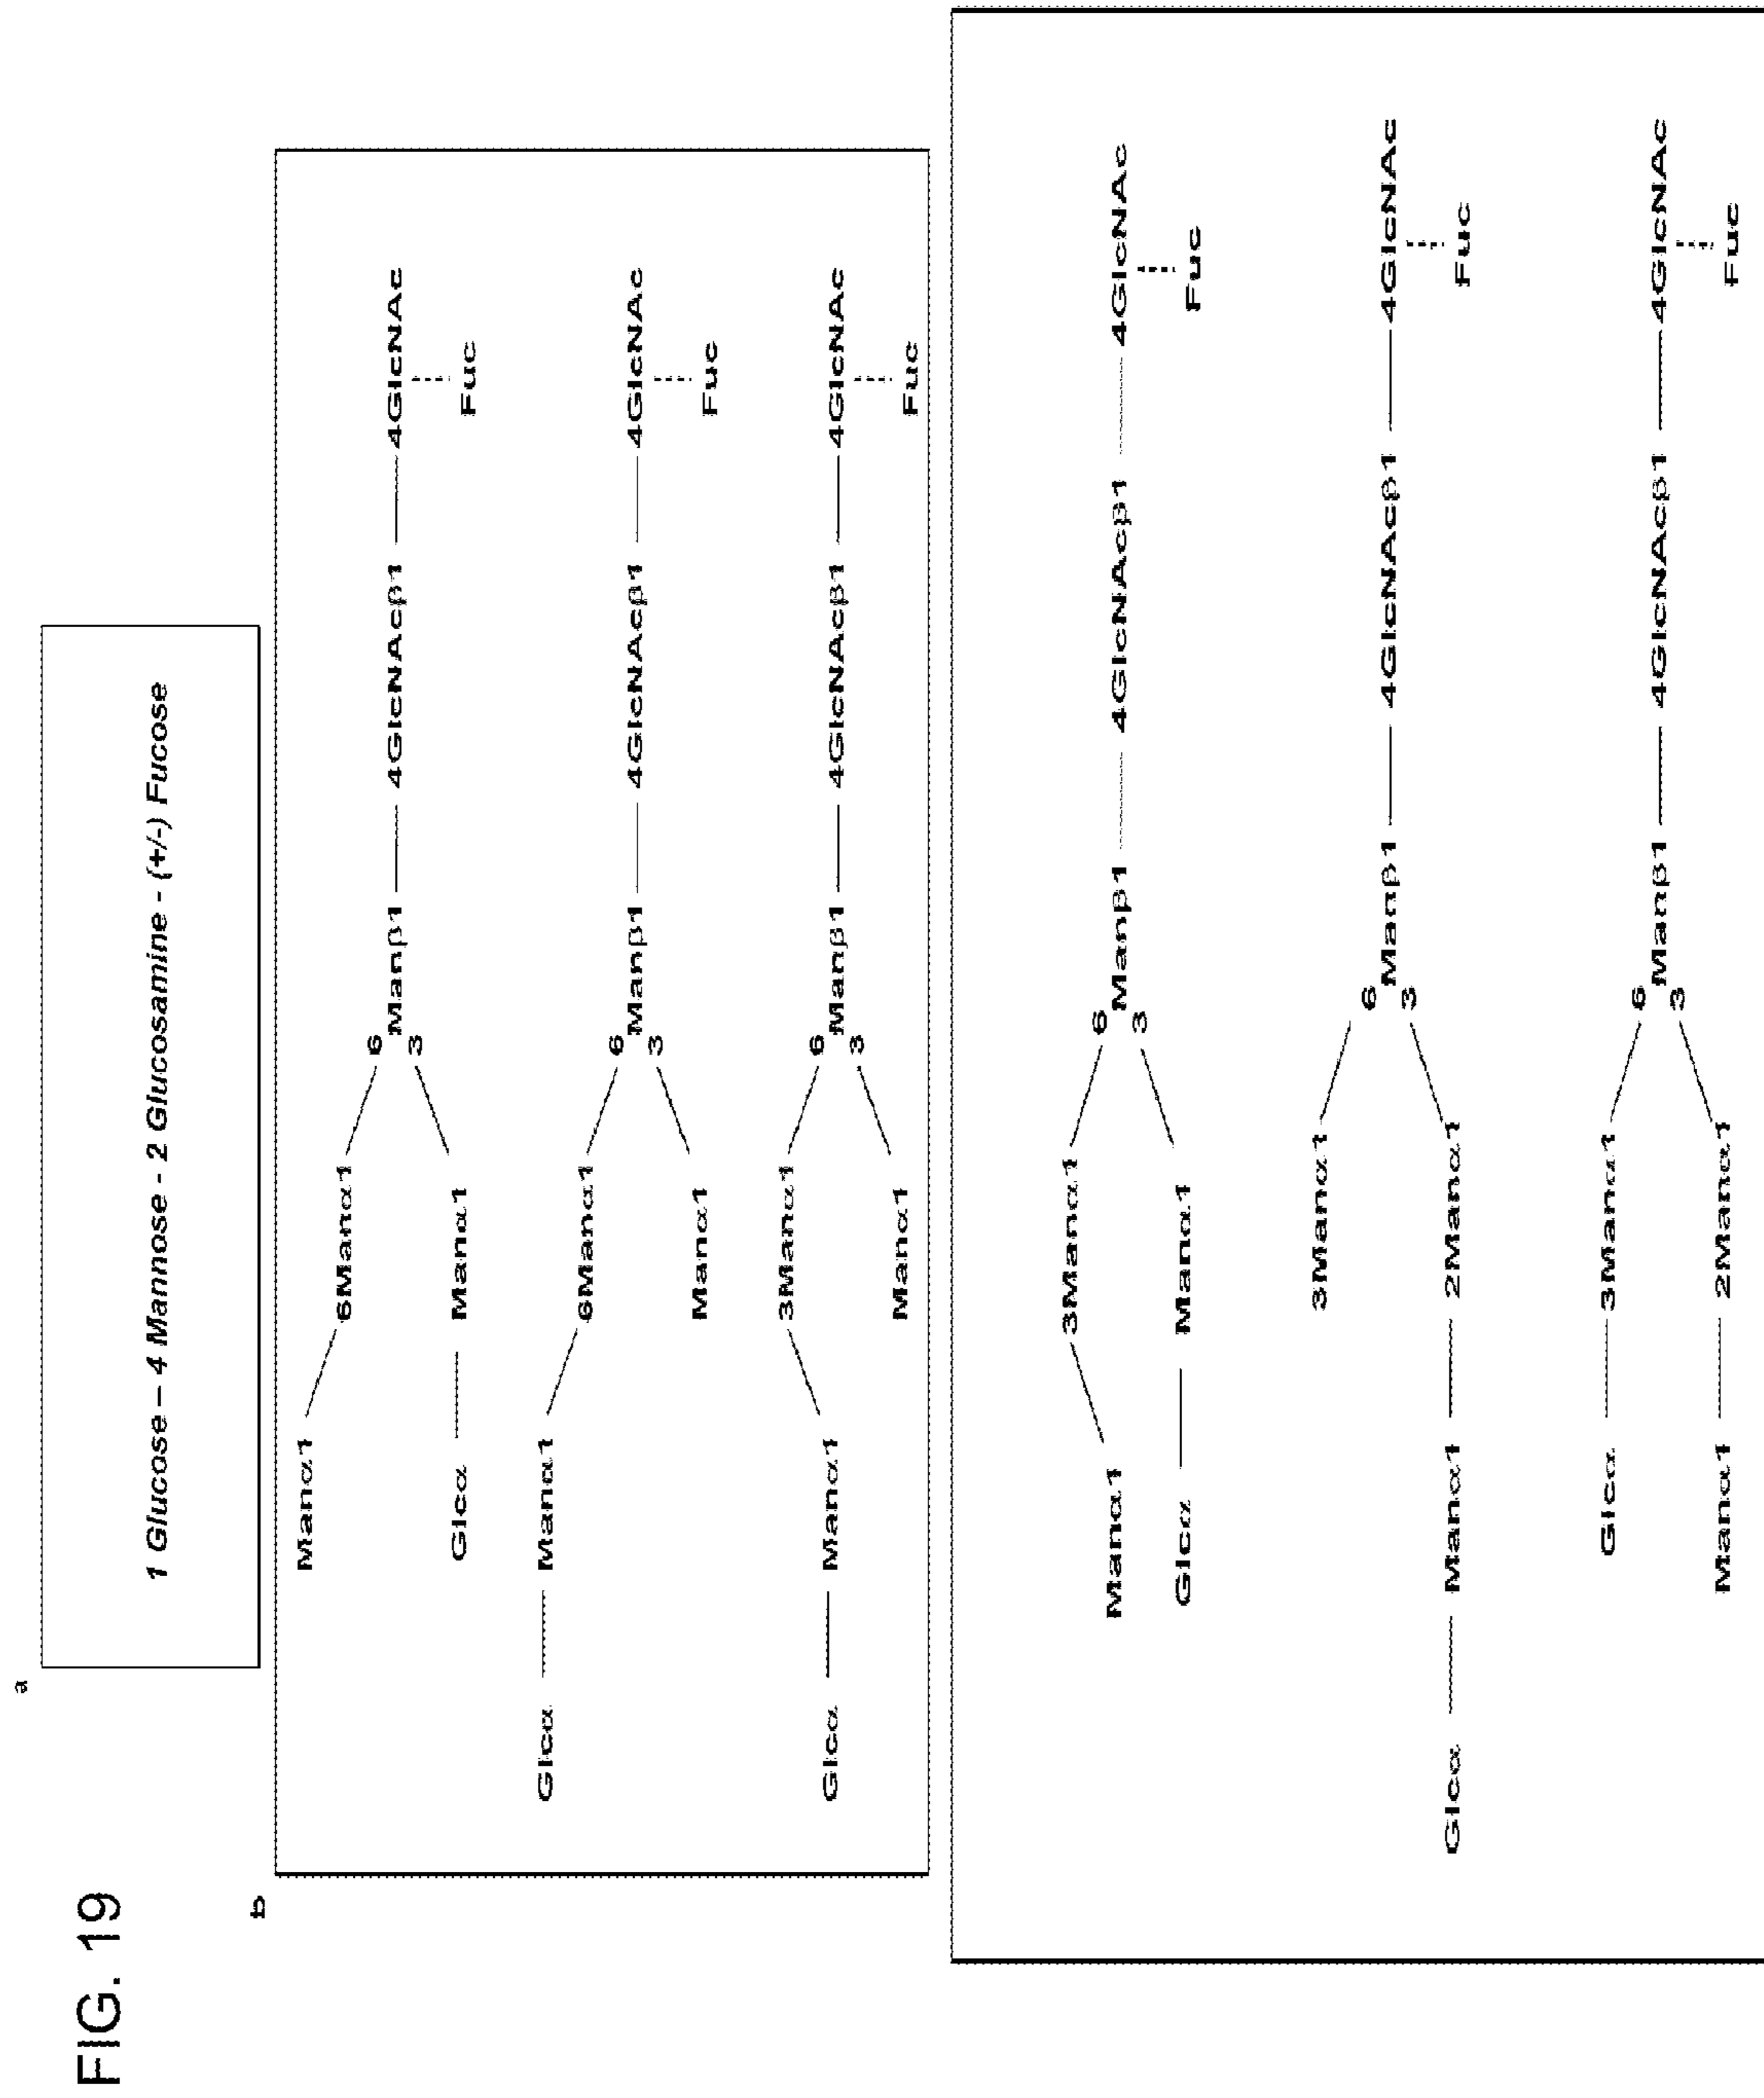 FIG. 19
a
1 Glucose – 4 Mannose - 2 Glucosamine - (+/-) Fucose
b
Manα1
6Manα1
6
Manβ1 4GlcNAcβ1 4GlcNAc
3
Glcα Manα1
Fuc
Glcα Manα1
6Manα1
6
Manβ1 4GlcNAcβ1 4GlcNAc
3
Manα1
Fuc
3Manα1
6
Glcα Manα1
Manβ1 4GlcNAcβ1 4GlcNAc
3
Manα1
Fuc
3Manα1
6
Manα1
Manβ1 4GlcNAcβ1 4GlcNAc
3
Glcα Manα1
Fuc
3Manα1
6
Manβ1 4GlcNAcβ1 4GlcNAc
3
Glcα Manα1 2Manα1
Fuc
Glcα 3Manα1
6
Manβ1 4GlcNAcβ1 4GlcNAc
3
Manα1 2Manα1
Fuc